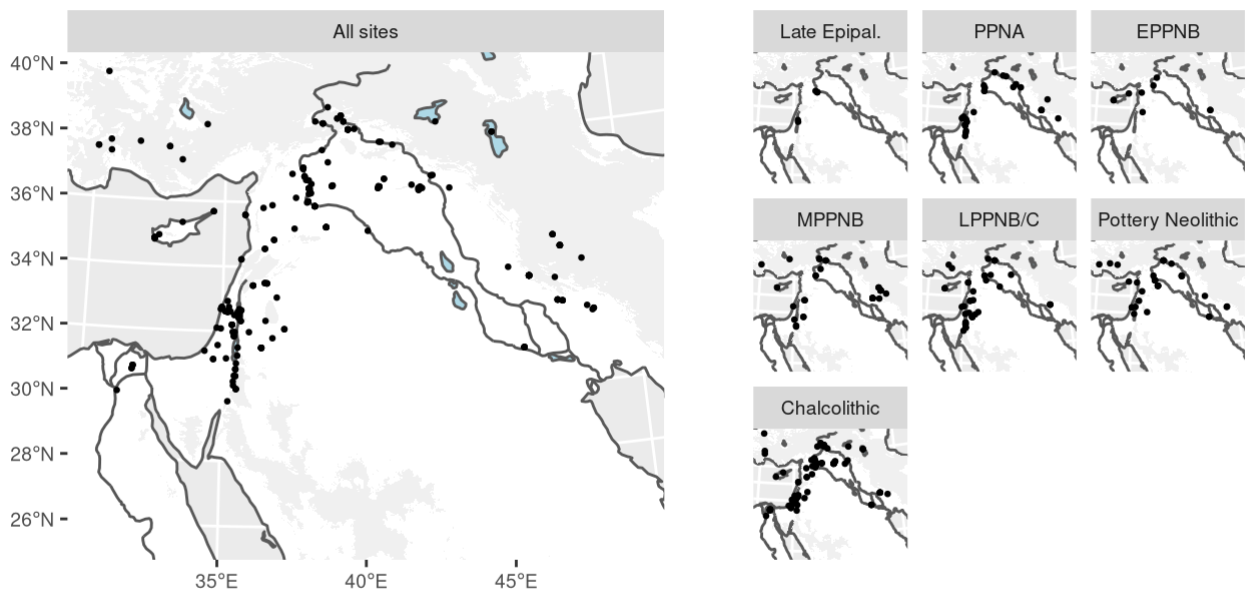 All sites
40°N
38°N
36°N
34°N
32°N
30°N
28°N
26°N
35°E
40°E
45°E
Late Epipal.
PPNA
EPPNB
MPPNB
LPPNB/C
Pottery Neolithic
Chalcolithic